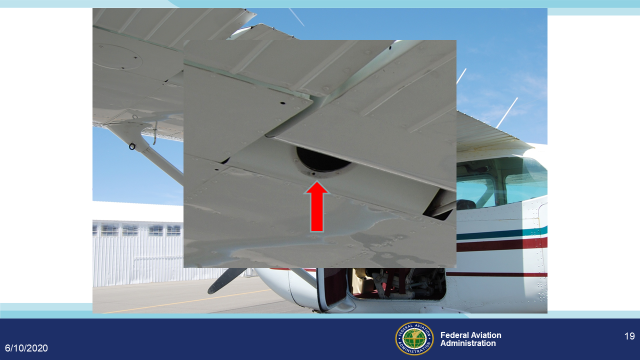 6/10/2020
Federal Aviation
Administration
19